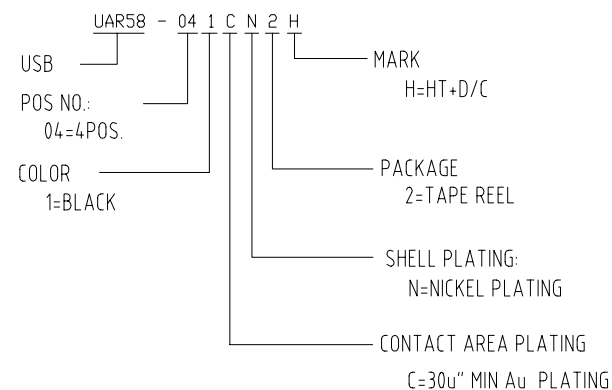 UAR58 - 04 1 C N 2 H
USB
POS NO.:
04=4POS.
COLOR
1=BLACK
MARK
H=HT+D/C
PACKAGE
2=TAPE REEL
SHELL PLATING:
N=NICKEL PLATING
CONTACT AREA PLATING
C=30u" MIN Au PLATING